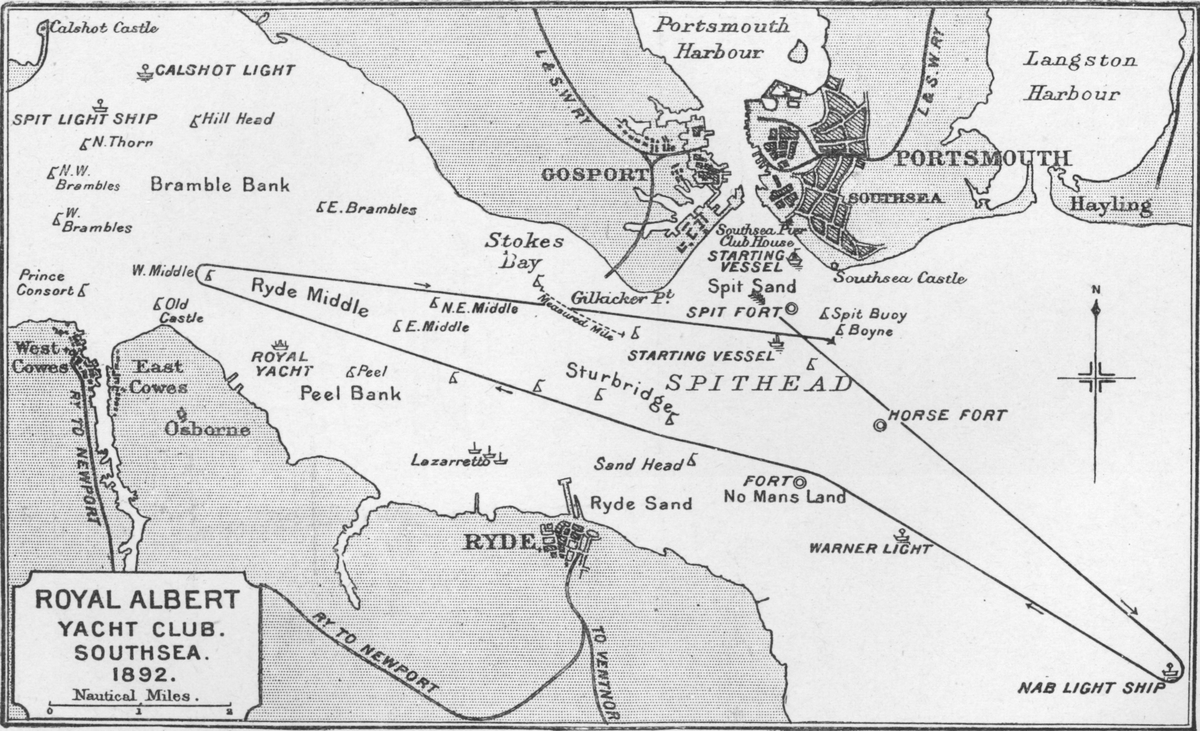 Calshot Castle
CALSHOT LIGHT
SPIT LIGHT SHIP
Hill Head
N. Thorn
N.W.
Brambles
Bramble Bank
W.
Brambles
E. Brambles
Portsmouth
Harbour
Langston
Harbour
L & S.W.RY
L & S.W.RY
GOSPORT
PORTSMOUTH
SOUTHSEA
Hayling
Stokes
Bay
Southsea Pier
Club House
STARTING
VESSEL
Southsea Castle
Spit Sand
Gilkicker Pt.
SPIT FORT
Spit Buoy
Boyne
Prince
Consort
W. Middle
Ryde Middle
N.E. Middle
Measured Mile
Old
Castle
E. Middle
STARTING VESSEL
SPITHEAD
N
West
Cowes
East
Cowes
ROYAL
YACHT
Peel
Peel Bank
Sturbridge
Osborne
RY TO NEWPORT
HORSE FORT
Lazarretto
Sand Head
FORT
No Mans Land
Ryde Sand
RYDE
WARNER LIGHT
NAB LIGHT SHIP
RY TO NEWPORT
TO VENTNOR
ROYAL ALBERT
YACHT CLUB.
SOUTHSEA.
1892.
Nautical Miles.
0 1 2